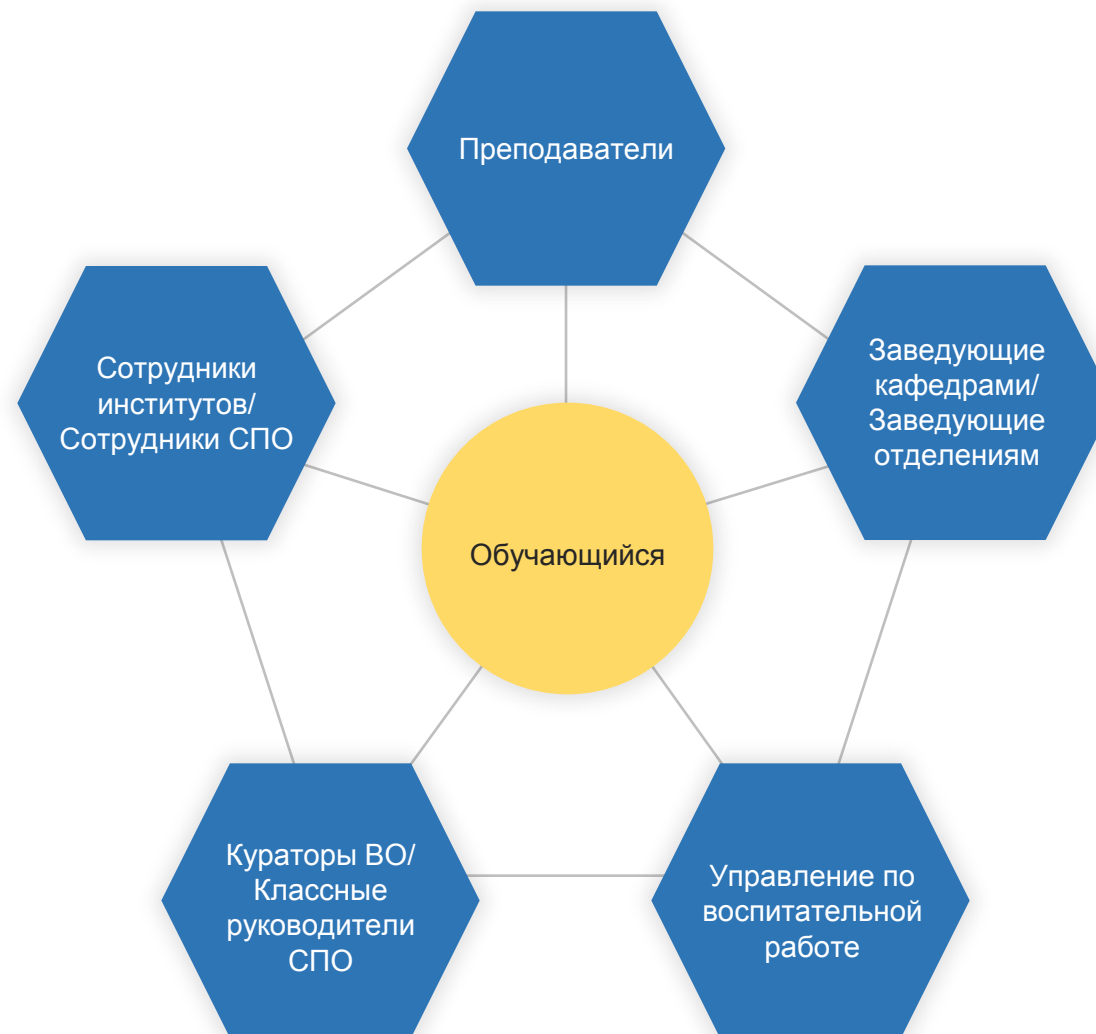 Преподаватели
Сотрудники
институтов/
Сотрудники СПО
Заведующие
кафедрами/
Заведующие
отделениям
Обучающийся
Кураторы ВО/
Классные
руководители
СПО
Управление по
воспитательной
работе